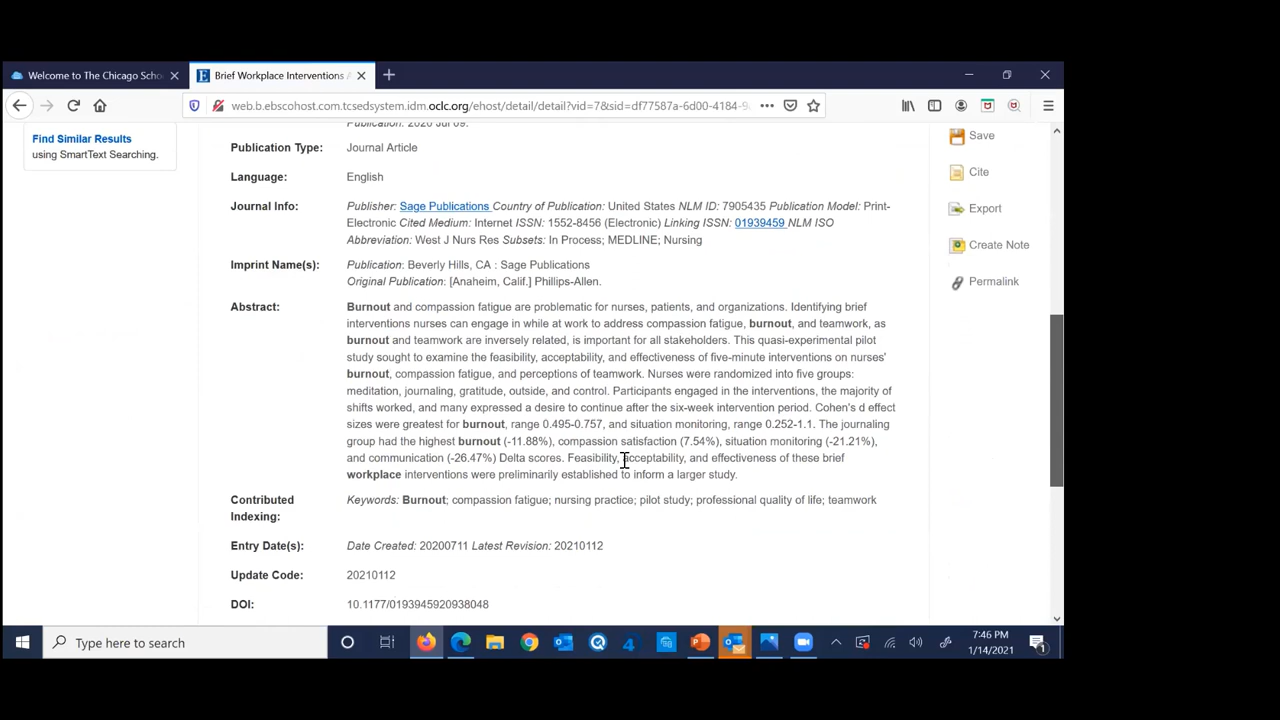 Welcome to The Chicago Scho
Brief Workplace Interventions A
web.b.ebscohost.com.tcsedsystem.idm.oclc.org/ehost/detail/detail?vid=7&sid=df77587a-6d00-4184-9
Find Similar Results
using SmartText Searching.
Publication: 2020 Jul 09.
Publication Type: Journal Article
Language: English
Journal Info: Publisher: Sage Publications Country of Publication: United States NLM ID: 7905435 Publication Model: Print-
Electronic Cited Medium: Internet ISSN: 1552-8456 (Electronic) Linking ISSN: 01939459 NLM ISO
Abbreviation: West J Nurs Res Subsets: In Process; MEDLINE; Nursing
Imprint Name(s): Publication: Beverly Hills, CA : Sage Publications
Original Publication: [Anaheim, Calif.] Phillips-Allen.
Abstract: Burnout and compassion fatigue are problematic for nurses, patients, and organizations. Identifying brief
interventions nurses can engage in while at work to address compassion fatigue, burnout, and teamwork, as
burnout and teamwork are inversely related, is important for all stakeholders. This quasi-experimental pilot
study sought to examine the feasibility, acceptability, and effectiveness of five-minute interventions on nurses'
burnout, compassion fatigue, and perceptions of teamwork. Nurses were randomized into five groups:
meditation, journaling, gratitude, outside, and control. Participants engaged in the interventions, the majority of
shifts worked, and many expressed a desire to continue after the six-week intervention period. Cohen's d effect
sizes were greatest for burnout, range 0.495-0.757, and situation monitoring, range 0.252-1.1. The journaling
group had the highest burnout (-11.88%), compassion satisfaction (7.54%), situation monitoring (-21.21%),
and communication (-26.47%) Delta scores. Feasibility, acceptability, and effectiveness of these brief
workplace interventions were preliminarily established to inform a larger study.
Contributed Keywords: Burnout; compassion fatigue; nursing practice; pilot study; professional quality of life; teamwork
Indexing:
Entry Date(s): Date Created: 20200711 Latest Revision: 20210112
Update Code: 20210112
DOI: 10.1177/0193945920938048
Save
Cite
Export
Create Note
Permalink
Type here to search
4
7:46 PM
1/14/2021
1